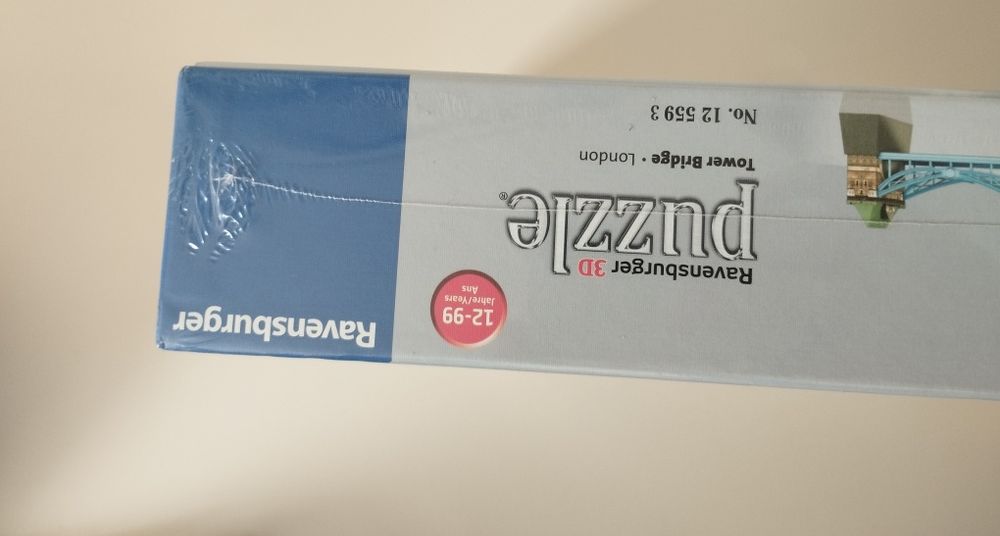 Ravensburger
12-99
Jahre/Years
Ans
Ravensburger 3D
puzzle®
Tower Bridge • London
No. 12 559 3